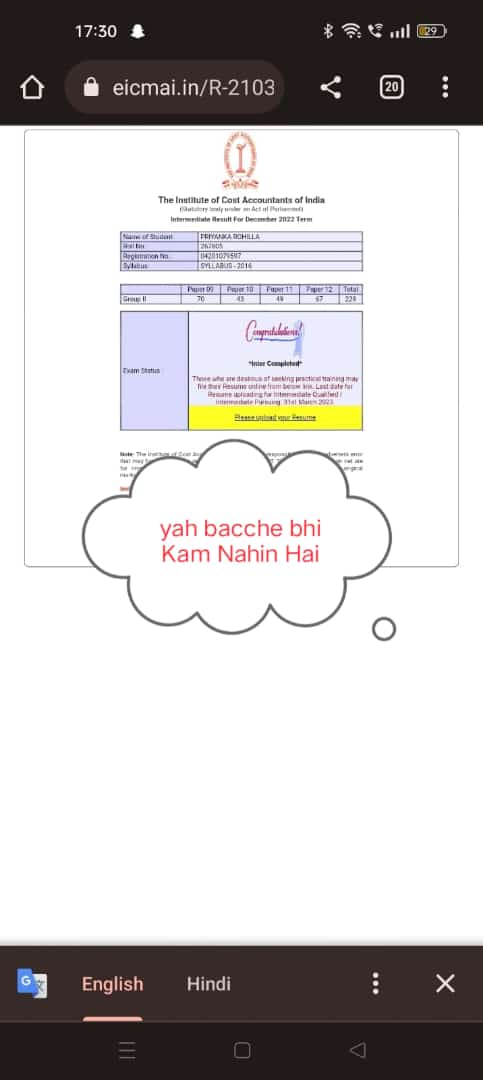 17:30
29
eicmai.in/R-2103
20
The Institute of Cost Accountants of India
(Statutory body under an Act of Parliament)
Intermediate Result For December 2022 Term
Name of Student PRIYANKA ROHILLA
Roll No.
Registration No. 04201079597
Syllabus SYLLABUS-2016
Paper 09 Paper 10 Paper 11 Paper 12 Total
Group II 70 43 49 67 229
Congratulations!
*Inter Completed*
Exam Status :
Those who are desirous of seeking practical training may
file their Resume online from below link. Last date for
Resume uploading for Intermediate Qualified /
Intermediate Pursuing 31st March 2023
Please upload your Resume
Note: The Institute of Cost
that may
yah bacche bhi
Kam Nahin Hai
English Hindi